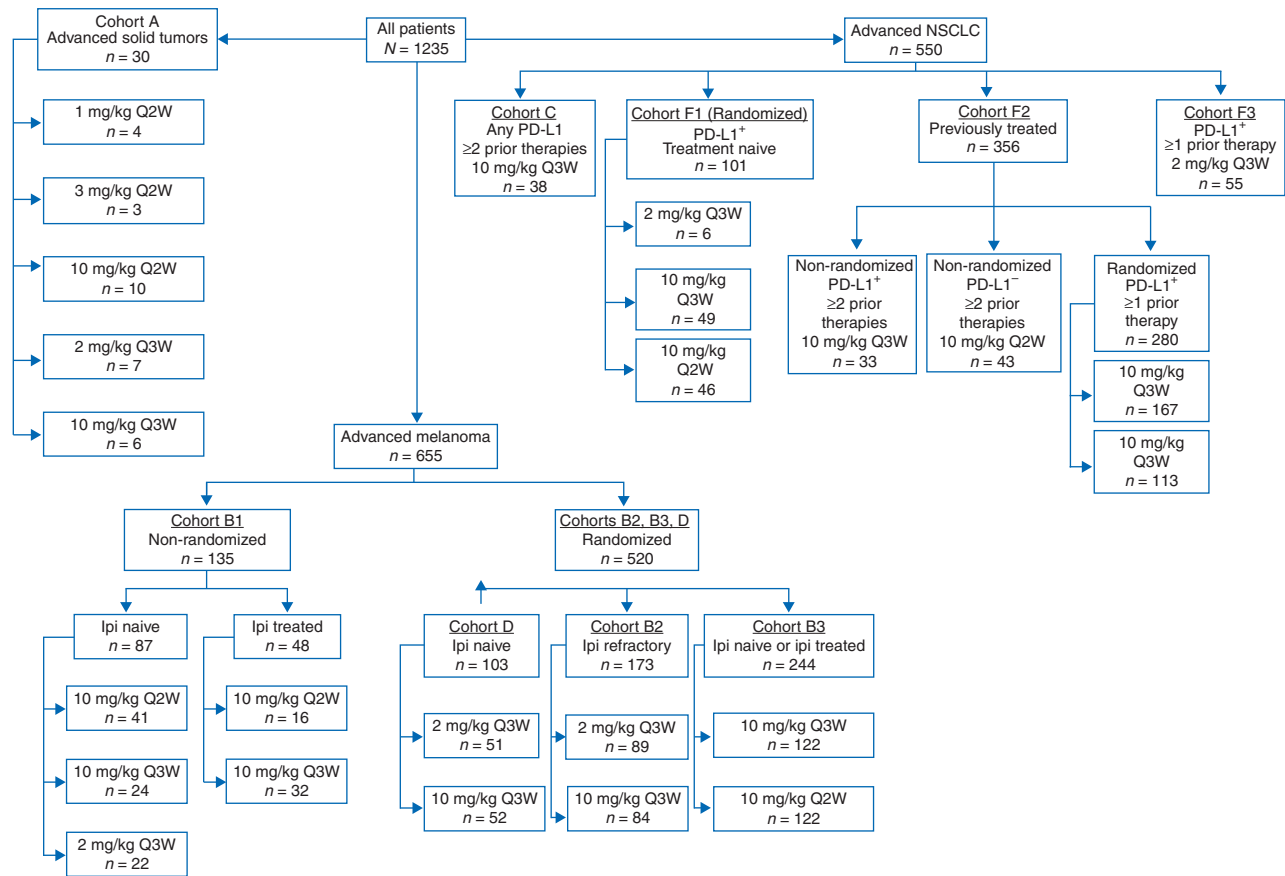 Cohort A
Advanced solid tumors
n = 30
All patients
N = 1235
Advanced NSCLC
n = 550
1 mg/kg Q2W
n = 4
3 mg/kg Q2W
n = 3
10 mg/kg Q2W
n = 10
2 mg/kg Q3W
n = 7
10 mg/kg Q3W
n = 6
Cohort C
Any PD-L1
≥2 prior therapies
10 mg/kg Q3W
n = 38
Cohort F1 (Randomized)
PD-L1+
Treatment naive
n = 101
2 mg/kg Q3W
n = 6
10 mg/kg
Q3W
n = 49
10 mg/kg
Q2W
n = 46
Cohort F2
Previously treated
n = 356
Non-randomized
PD-L1+
≥2 prior
therapies
10 mg/kg Q3W
n = 33
Non-randomized
PD-L1−
≥2 prior
therapies
10 mg/kg Q2W
n = 43
Randomized
PD-L1+
≥1 prior
therapy
n = 280
10 mg/kg
Q3W
n = 167
10 mg/kg
Q3W
n = 113
Cohort F3
PD-L1+
≥1 prior therapy
2 mg/kg Q3W
n = 55
Advanced melanoma
n = 655
Cohort B1
Non-randomized
n = 135
Ipi naive
n = 87
10 mg/kg Q2W
n = 41
10 mg/kg Q3W
n = 24
2 mg/kg Q3W
n = 22
Ipi treated
n = 48
10 mg/kg Q2W
n = 16
10 mg/kg Q3W
n = 32
Cohorts B2, B3, D
Randomized
n = 520
Cohort D
Ipi naive
n = 103
2 mg/kg Q3W
n = 51
10 mg/kg Q3W
n = 52
Cohort B2
Ipi refractory
n = 173
2 mg/kg Q3W
n = 89
10 mg/kg Q3W
n = 84
Cohort B3
Ipi naive or ipi treated
n = 244
10 mg/kg Q3W
n = 122
10 mg/kg Q2W
n = 122